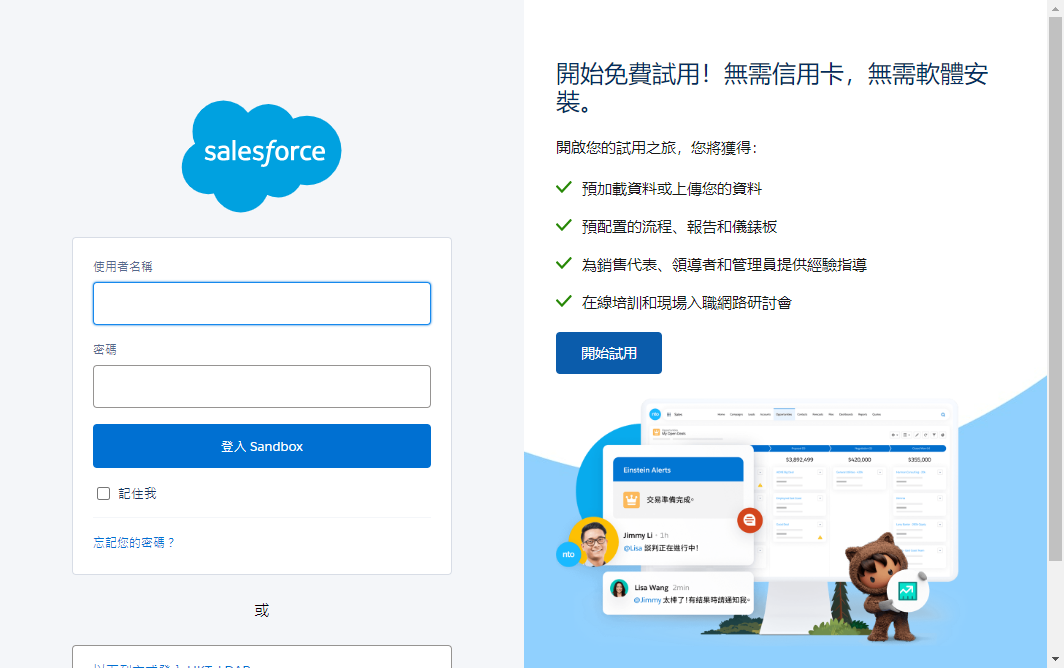 salesforce
使用者名稱
密碼
登入 Sandbox
記住我
忘記您的密碼？
或
開始免費試用！無需信用卡，無需軟體安
裝。
開啟您的試用之旅，您將獲得：
預加載資料或上傳您的資料
預配置的流程、報告和儀錶板
為銷售代表、領導者和管理員提供經驗指導
在線培訓和現場入職網路研討會
開始試用
nto
$3,892,499
$420,000
$355,000
Einstein Alerts
交易準備完成。
Jimmy Li · 1h
@Lisa 談判正在進行中！
nto
Lisa Wang 2min
@Jimmy 太棒了！有結果時請通知我。